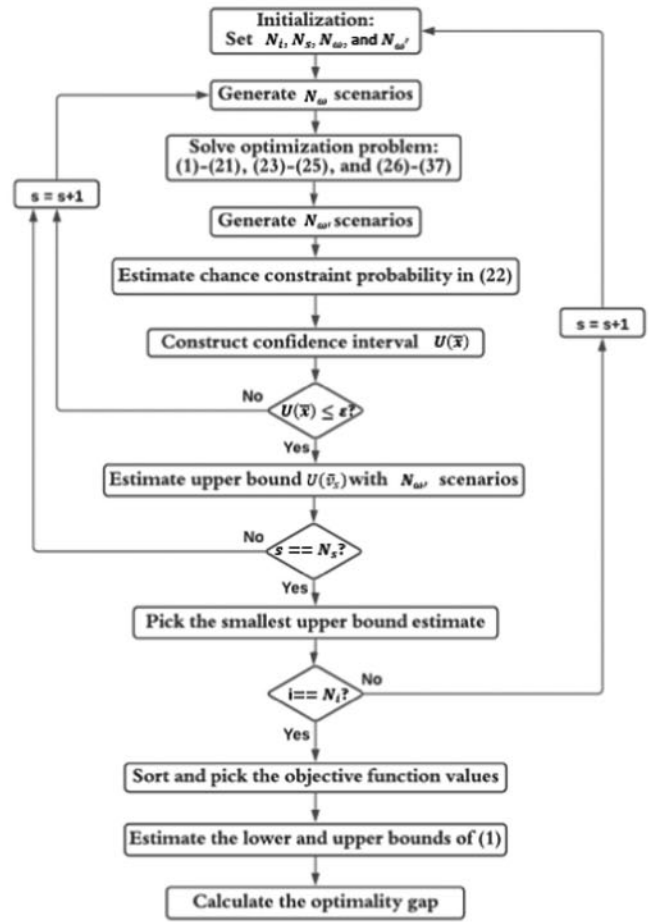 Initialization:
Set N_i, N_s, N_ω, and N_ω'
Generate N_ω scenarios
Solve optimization problem:
(1)-(21), (23)-(25), and (26)-(37)
s = s+1
Generate N_ω' scenarios
Estimate chance constraint probability in (22)
s = s+1
Construct confidence interval U(x̅)
No
U(x̅) ≤ ε?
Yes
Estimate upper bound U(v̅_s) with N_ω' scenarios
No
s == N_s?
Yes
Pick the smallest upper bound estimate
No
i== N_i?
Yes
Sort and pick the objective function values
Estimate the lower and upper bounds of (1)
Calculate the optimality gap